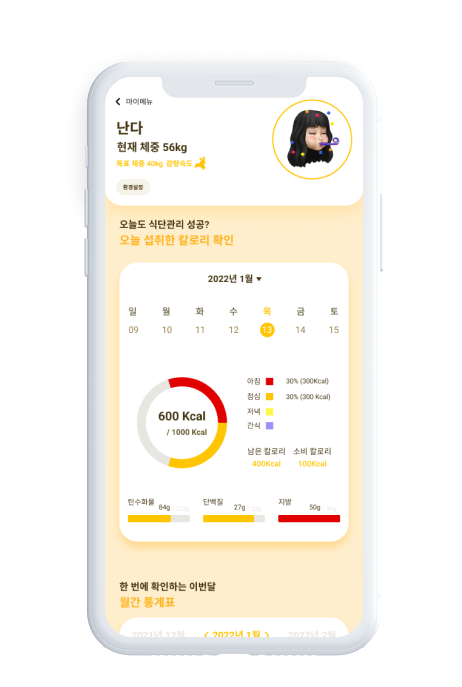 마이메뉴
난다
현재 체중 56kg
목표 체중 40kg 감량속도
환경설정
오늘도 식단관리 성공?
오늘 섭취한 칼로리 확인
2022년 1월
일 월 화 수 목 금 토
09 10 11 12 13 14 15
아침 30% (300Kcal)
점심 30% (300 Kcal)
저녁
간식
600 Kcal
/ 1000 Kcal
남은 칼로리 소비 칼로리
400Kcal 100Kcal
탄수화물 단백질 지방
84g 27g 50g
한 번에 확인하는 이번달
월간 통계표
2021년 12월 2022년 1월 2022년 2월